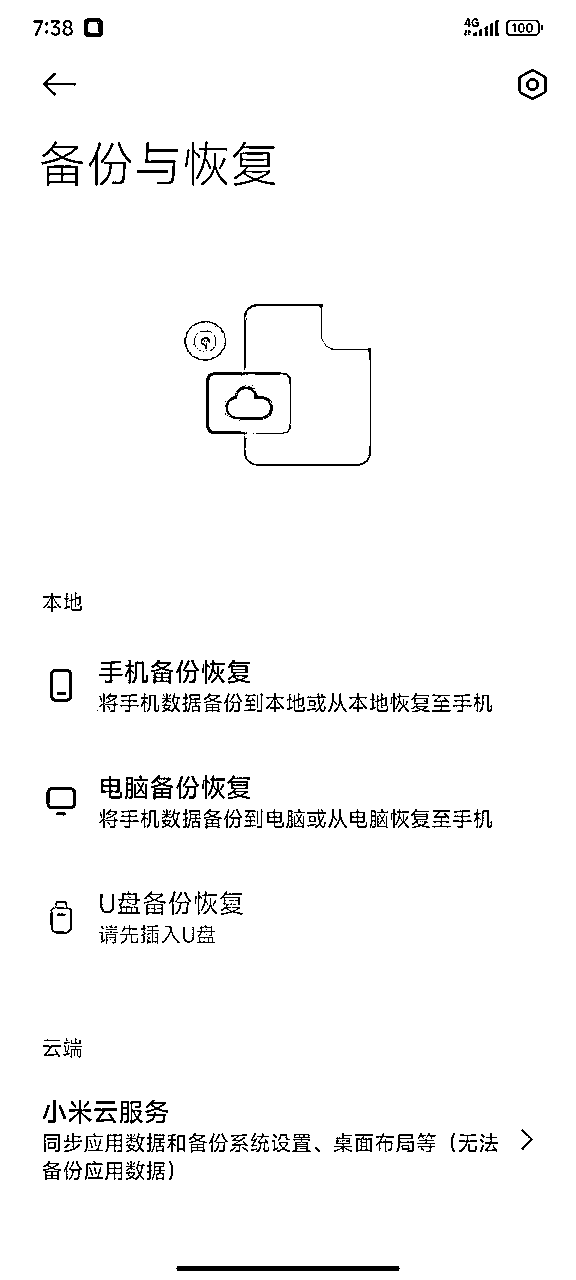 7:38
4G
100
备份与恢复
本地
手机备份恢复
将手机数据备份到本地或从本地恢复至手机
电脑备份恢复
将手机数据备份到电脑或从电脑恢复至手机
U盘备份恢复
请先插入U盘
云端
小米云服务
同步应用数据和备份系统设置、桌面布局等（无法
备份应用数据）